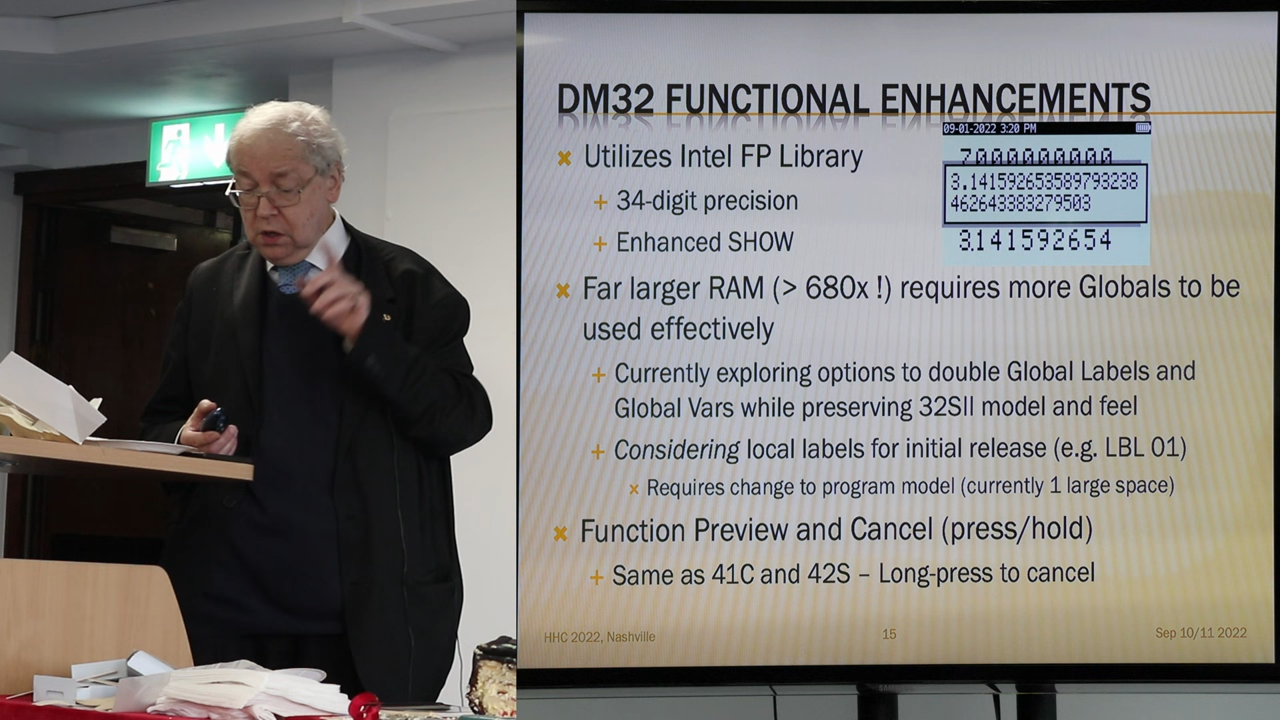 DM32 FUNCTIONAL ENHANCEMENTS
Utilizes Intel FP Library
+ 34-digit precision
+ Enhanced SHOW
09-01-2022 3:20 PM
7000000000
3.141592653589793238
462643383279503
3.141592654
Far larger RAM (> 680x !) requires more Globals to be
used effectively
+ Currently exploring options to double Global Labels and
Global Vars while preserving 32SII model and feel
+ Considering local labels for initial release (e.g. LBL 01)
Requires change to program model (currently 1 large space)
Function Preview and Cancel (press/hold)
+ Same as 41C and 42S – Long-press to cancel
HHC 2022, Nashville
15
Sep 10/11 2022